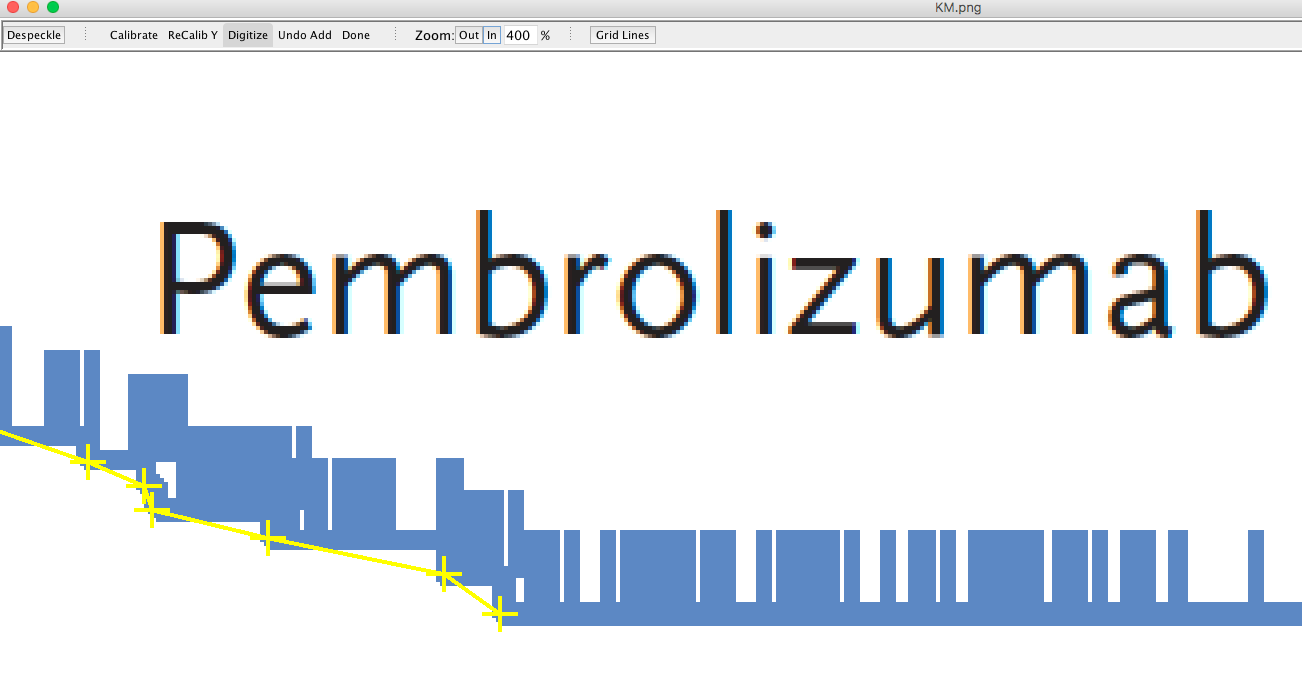 KM.png
Despeckle Calibrate ReCalib Y Digitize Undo Add Done Zoom: Out In 400 % Grid Lines
Pembrolizumab